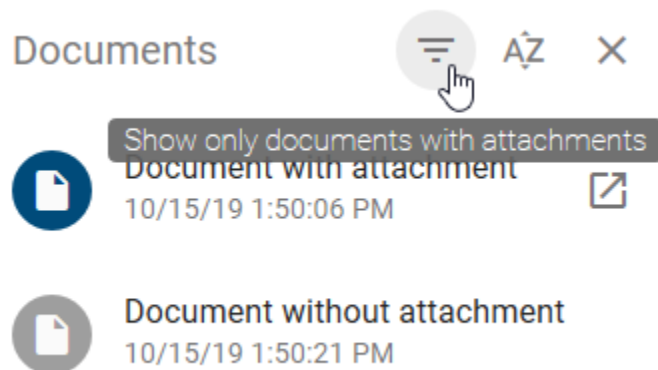 Documents
AZ
Show only documents with attachments
Document with attachment
10/15/19 1:50:06 PM
Document without attachment
10/15/19 1:50:21 PM